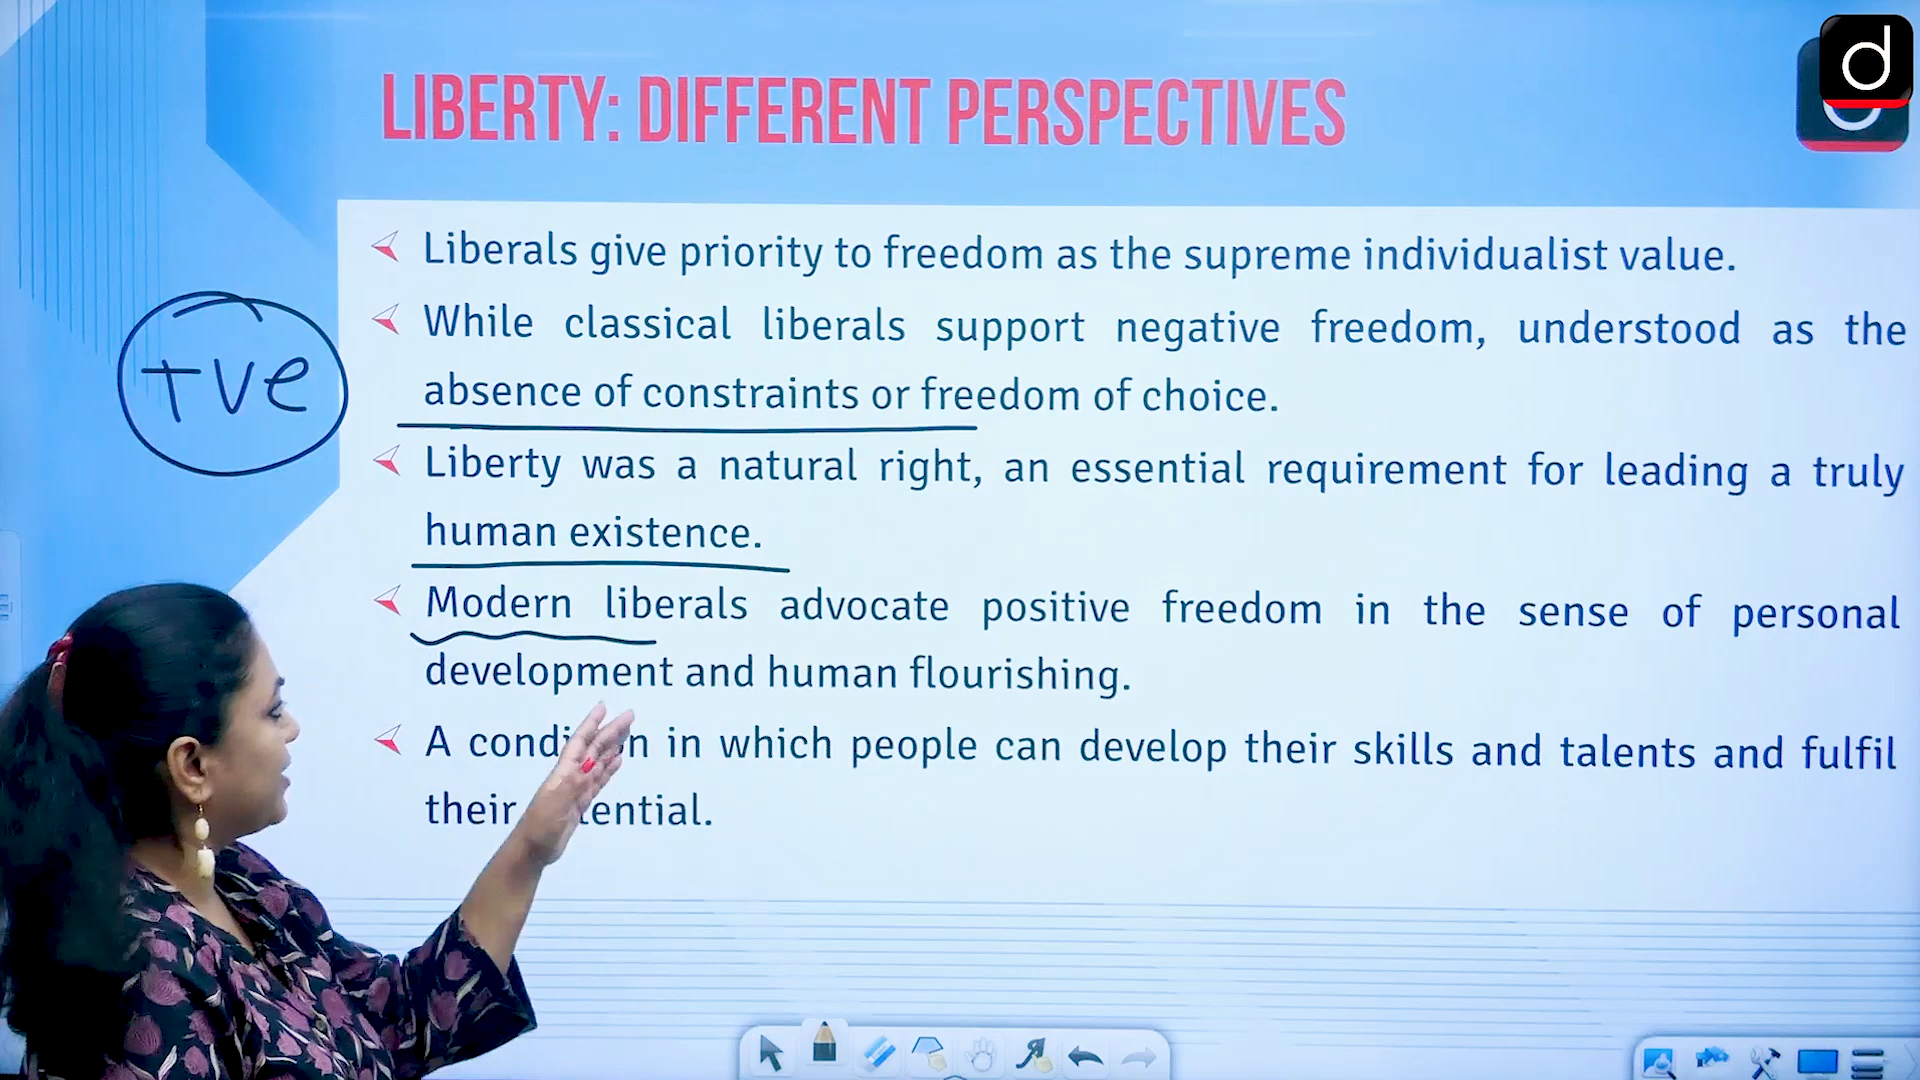 LIBERTY: DIFFERENT PERSPECTIVES
d
Liberals give priority to freedom as the supreme individualist value.
While classical liberals support negative freedom, understood as the
absence of constraints or freedom of choice.
+ve
Liberty was a natural right, an essential requirement for leading a truly
human existence.
Modern liberals advocate positive freedom in the sense of personal
development and human flourishing.
A condition in which people can develop their skills and talents and fulfil
their potential.